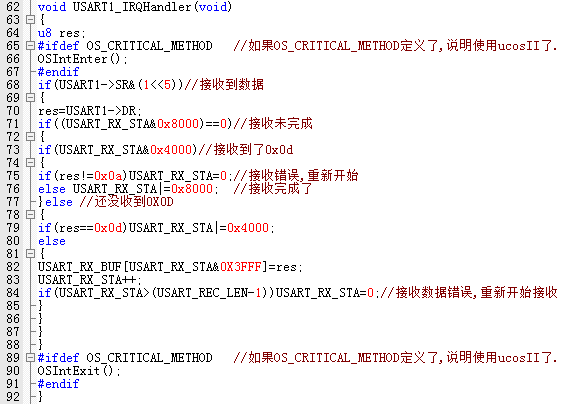 62 void USART1_IRQHandler(void)
63 {
64 u8 res;
65 #ifdef OS_CRITICAL_METHOD //如果OS_CRITICAL_METHOD定义了,说明使用ucosII了.
66 OSIntEnter();
67 #endif
68 if(USART1->SR&(1<<5))//接收到数据
69 {
70 res=USART1->DR;
71 if((USART_RX_STA&0x8000)==0)//接收未完成
72 {
73 if(USART_RX_STA&0x4000)//接收到了0x0d
74 {
75 if(res!=0x0a)USART_RX_STA=0;//接收错误,重新开始
76 else USART_RX_STA|=0x8000; //接收完成了
77 }else //还没收到0X0D
78 {
79 if(res==0x0d)USART_RX_STA|=0x4000;
80 else
81 {
82 USART_RX_BUF[USART_RX_STA&0X3FFF]=res;
83 USART_RX_STA++;
84 if(USART_RX_STA>(USART_REC_LEN-1))USART_RX_STA=0;//接收数据错误,重新开始接收
85 }
86 }
87 }
88 }
89 #ifdef OS_CRITICAL_METHOD //如果OS_CRITICAL_METHOD定义了,说明使用ucosII了.
90 OSIntExit();
91 #endif
92 }